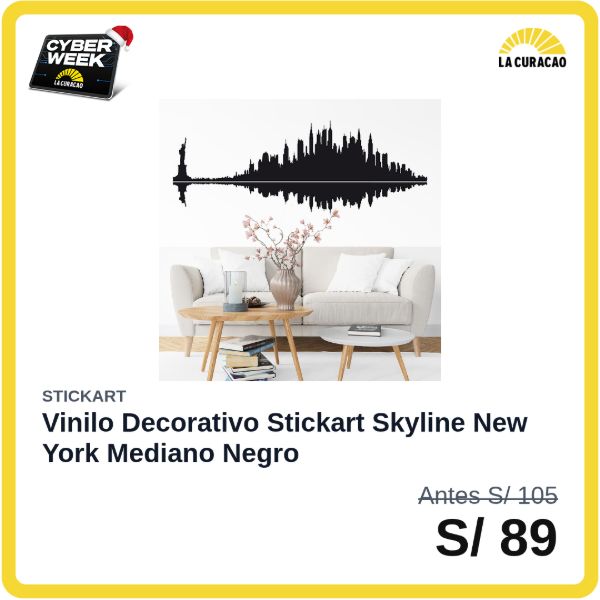 CYBER
WEEK
LA CURACAO
LA CURACAO
STICKART
Vinilo Decorativo Stickart Skyline New
York Mediano Negro
Antes S/ 105
S/ 89